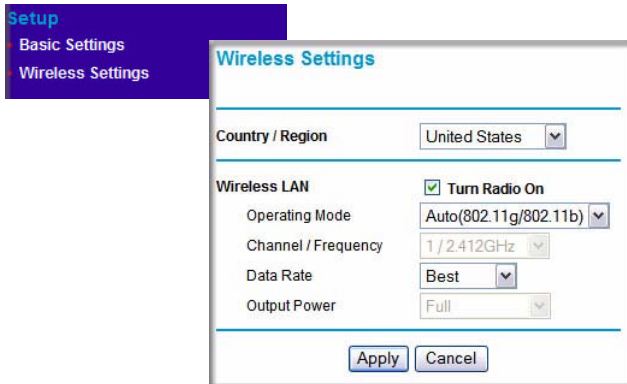 Setup
Basic Settings
Wireless Settings
Wireless Settings
Country / Region United States
Wireless LAN Turn Radio On
Operating Mode Auto(802.11g/802.11b)
Channel / Frequency 1 / 2.412GHz
Data Rate Best
Output Power Full
Apply Cancel